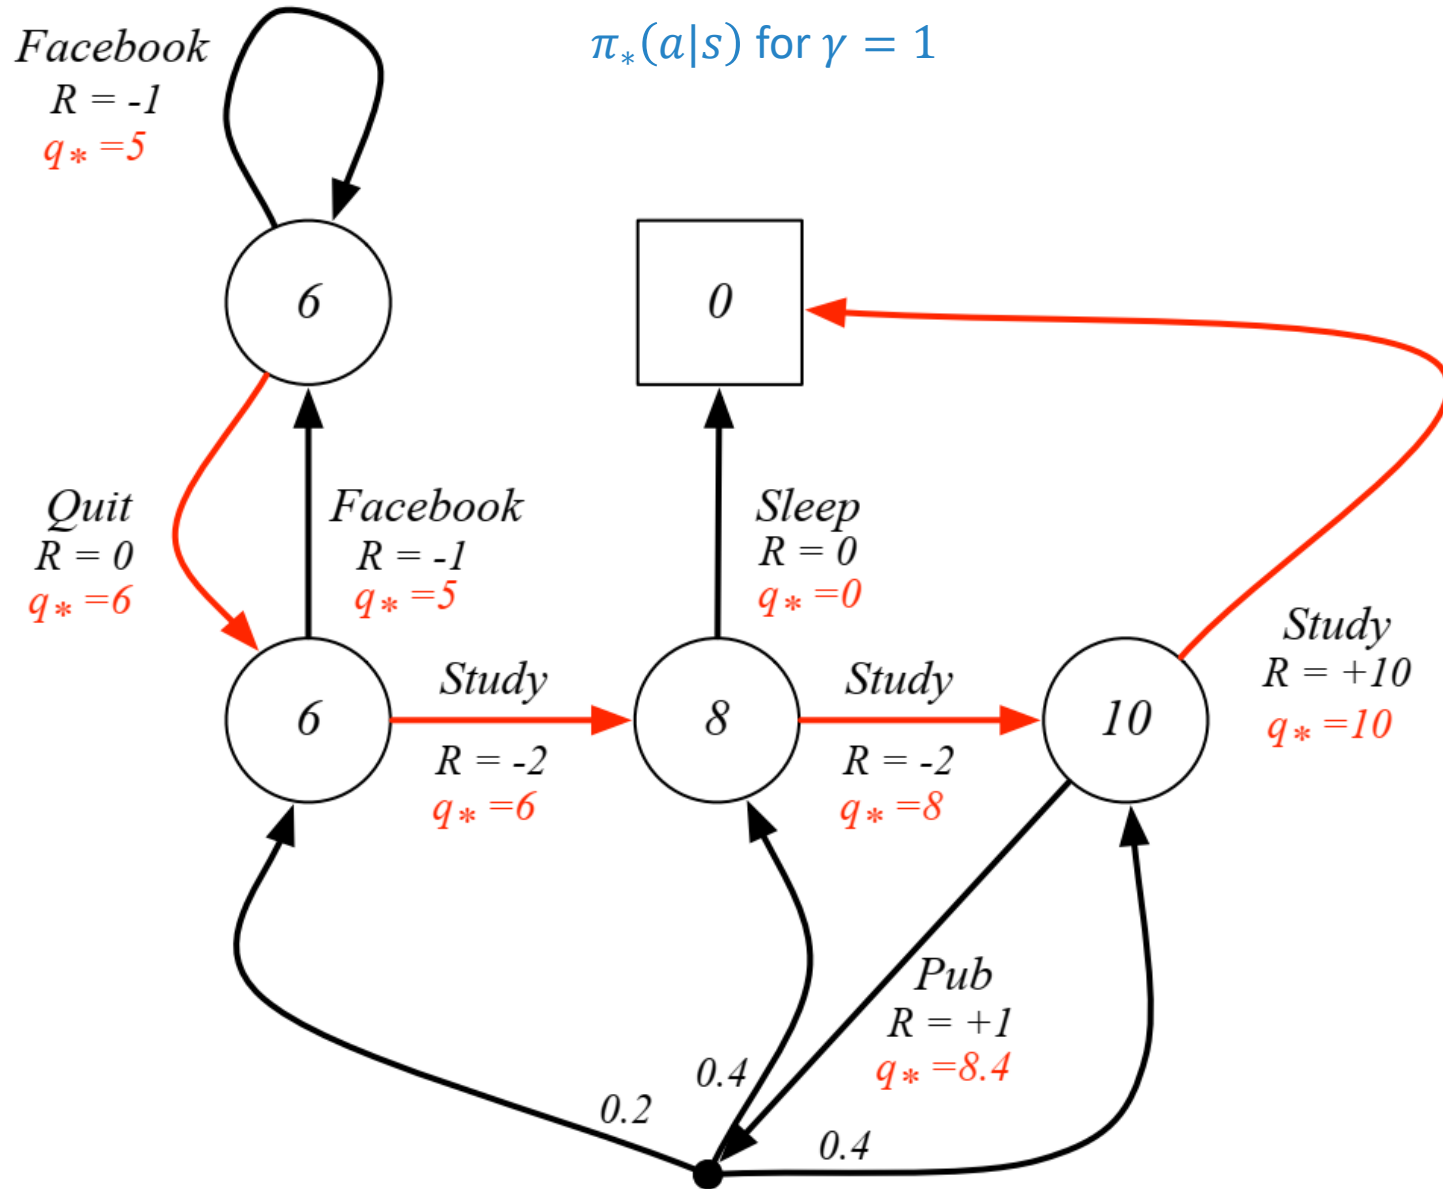 π∗(a|s) for γ = 1
Facebook
R = -1
q∗ =5
6
0
Quit
R = 0
q∗ =6
Facebook
R = -1
q∗ =5
Sleep
R = 0
q∗ =0
Study
R = +10
q∗ =10
6
Study
R = -2
q∗ =6
8
Study
R = -2
q∗ =8
10
Pub
R = +1
q∗ =8.4
0.2
0.4
0.4